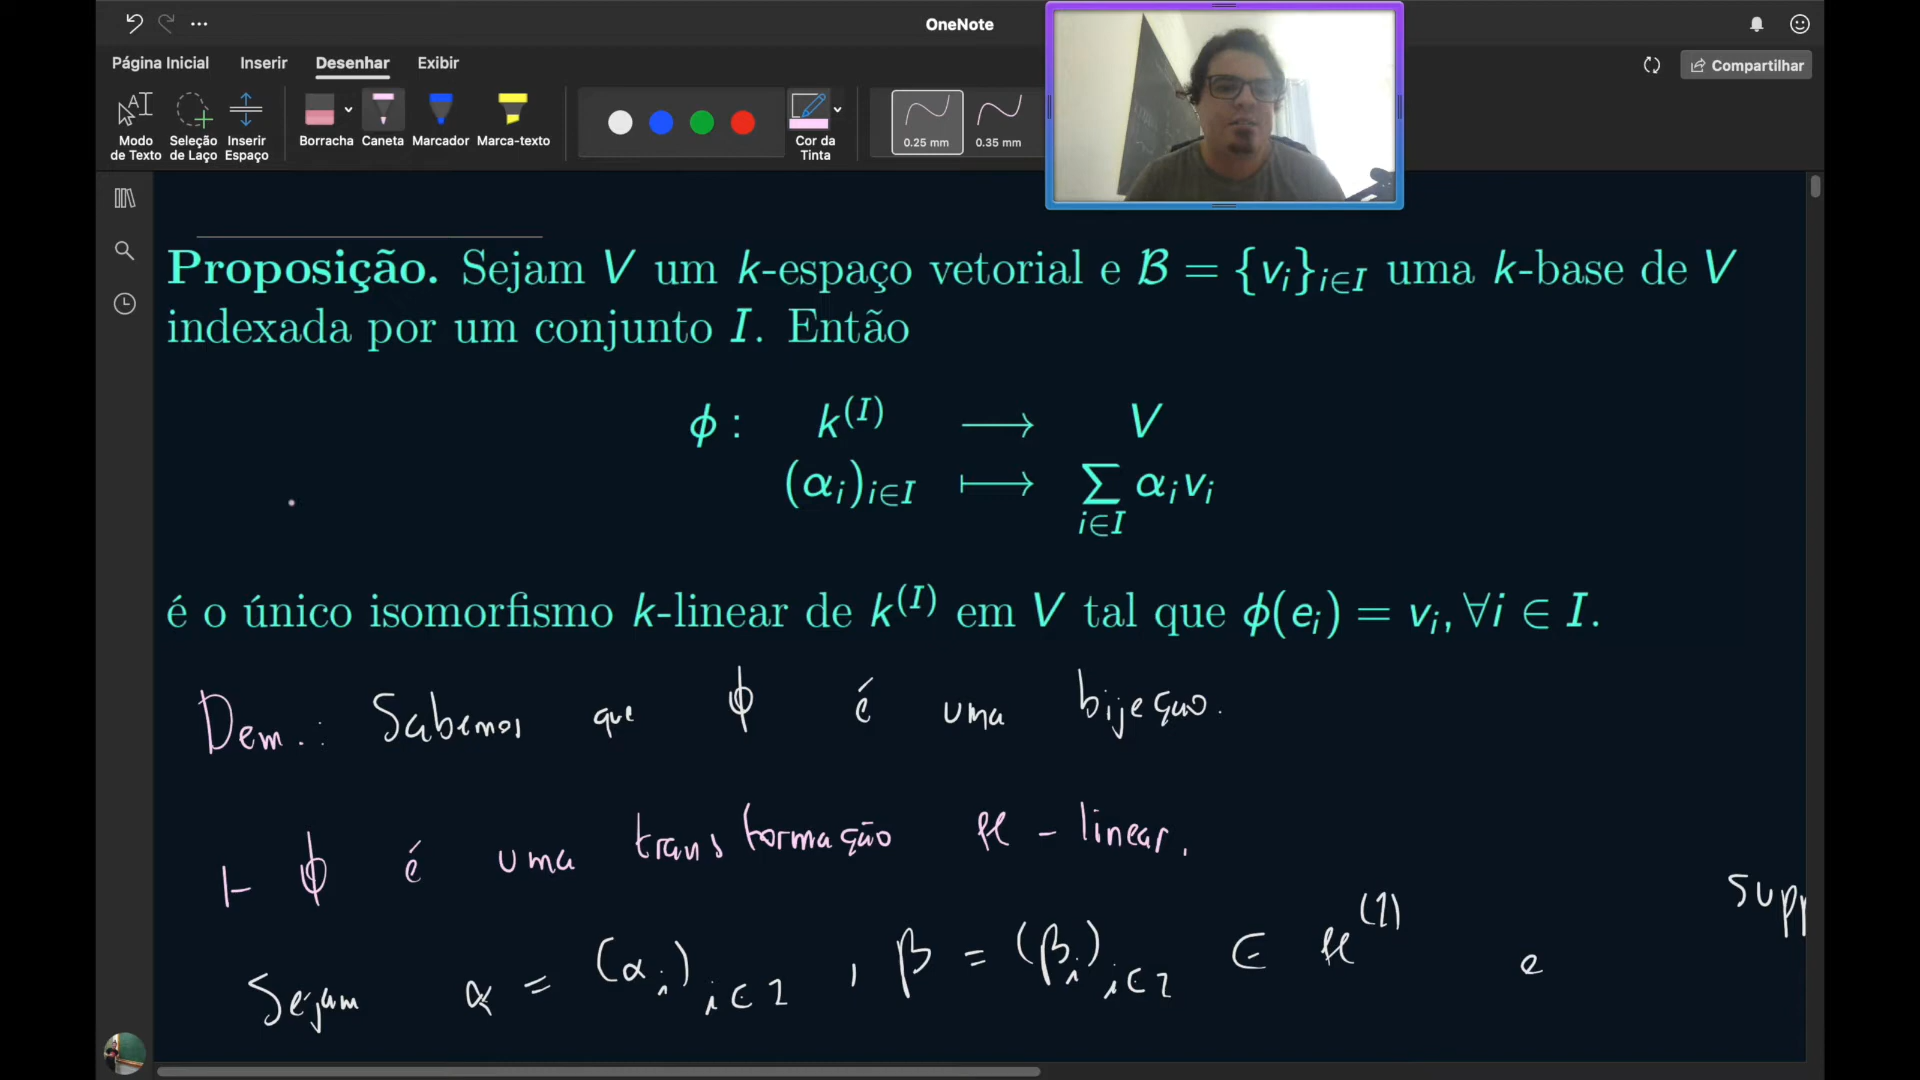 OneNote
Página Inicial Inserir Desenhar Exibir
Compartilhar
Modo de Texto
Seleção de Laço
Inserir Espaço
Borracha Caneta Marcador Marca-texto
Cor da Tinta
0.25 mm 0.35 mm
Proposição. Sejam V um k-espaço vetorial e ℬ = {v_i}_{i∈I} uma k-base de V
indexada por um conjunto I. Então
ϕ : k^{(I)} ⟶ V
(α_i)_{i∈I} ⟼ ∑_{i∈I} α_i v_i
é o único isomorfismo k-linear de k^{(I)} em V tal que ϕ(e_i) = v_i, ∀i ∈ I.
Dem.: Sabemos que ϕ é uma bijeção.
⊢ ϕ é uma transformação k-linear.
Sejam α = (α_i)_{i∈I} , β = (β_i)_{i∈I} ∈ k^{(I)} e supp